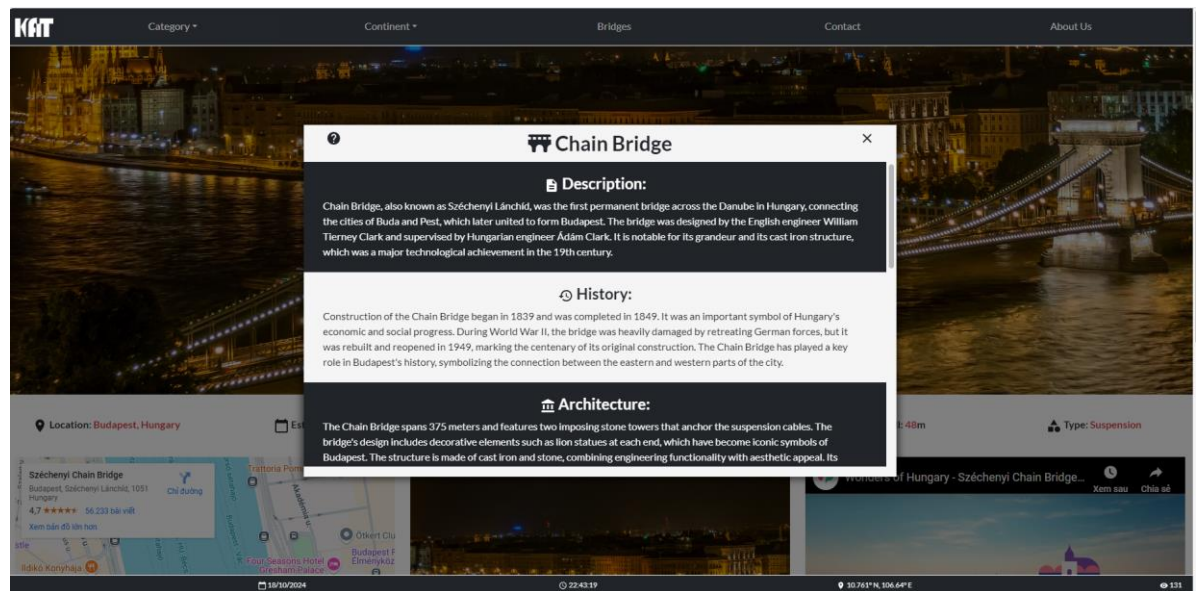 KAT
Category
Continent
Bridges
Contact
About Us
Chain Bridge
Description:
Chain Bridge, also known as Széchenyi Lánchíd, was the first permanent bridge across the Danube in Hungary, connecting
the cities of Buda and Pest, which later united to form Budapest. The bridge was designed by the English engineer William
Tierney Clark and supervised by Hungarian engineer Ádám Clark. It is notable for its grandeur and its cast iron structure,
which was a major technological achievement in the 19th century.
History:
Construction of the Chain Bridge began in 1839 and was completed in 1849. It was an important symbol of Hungary's
economic and social progress. During World War II, the bridge was heavily damaged by retreating German forces, but it
was rebuilt and reopened in 1949, marking the centenary of its original construction. The Chain Bridge has played a key
role in Budapest's history, symbolizing the connection between the eastern and western parts of the city.
Architecture:
The Chain Bridge spans 375 meters and features two imposing stone towers that anchor the suspension cables. The
bridge's design includes decorative elements such as lion statues at each end, which have become iconic symbols of
Budapest. The structure is made of cast iron and stone, combining engineering functionality with aesthetic appeal. Its
Location: Budapest, Hungary
48m
Type: Suspension
Széchenyi Chain Bridge
Budapest, Széchenyi Lánchíd, 1051
Hungary
Chỉ đường
4,7 ★★★★★ 56.233 bài viết
Xem bản đồ lớn hơn
Trattoria Pom
Akadémia u.
Ötkert Clu
Budapest F
Élményköz
Four Seasons Hotel
Gresham Palace
Ildikó Konyhája
Wonders of Hungary - Széchenyi Chain Bridge...
Xem sau
Chia sẻ
18/10/2024
22:43:19
10.761° N, 106.64° E
131